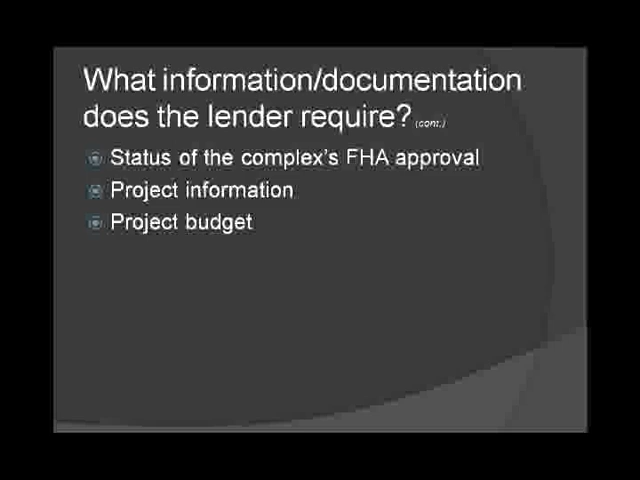 What information/documentation
does the lender require? (cont.)
Status of the complex's FHA approval
Project information
Project budget